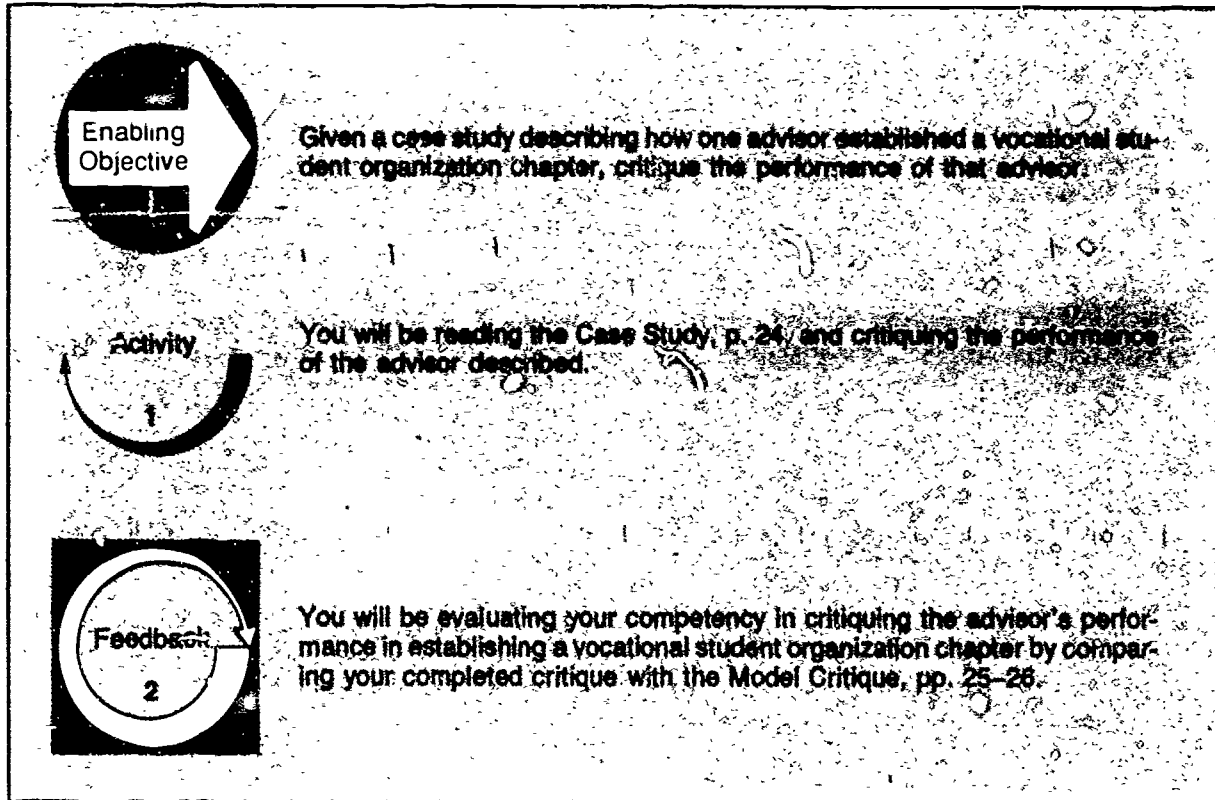 Enabling
Objective
Given a case study describing how one advisor established a vocational stu-
dent organization chapter, critique the performance of that advisor.
Activity
1
You will be reading the Case Study, p. 24, and critiquing the performance
of the advisor described.
Feedback
2
You will be evaluating your competency in critiquing the advisor's perfor-
mance in establishing a vocational student organization chapter by compar-
ing your completed critique with the Model Critique, pp. 25–26.